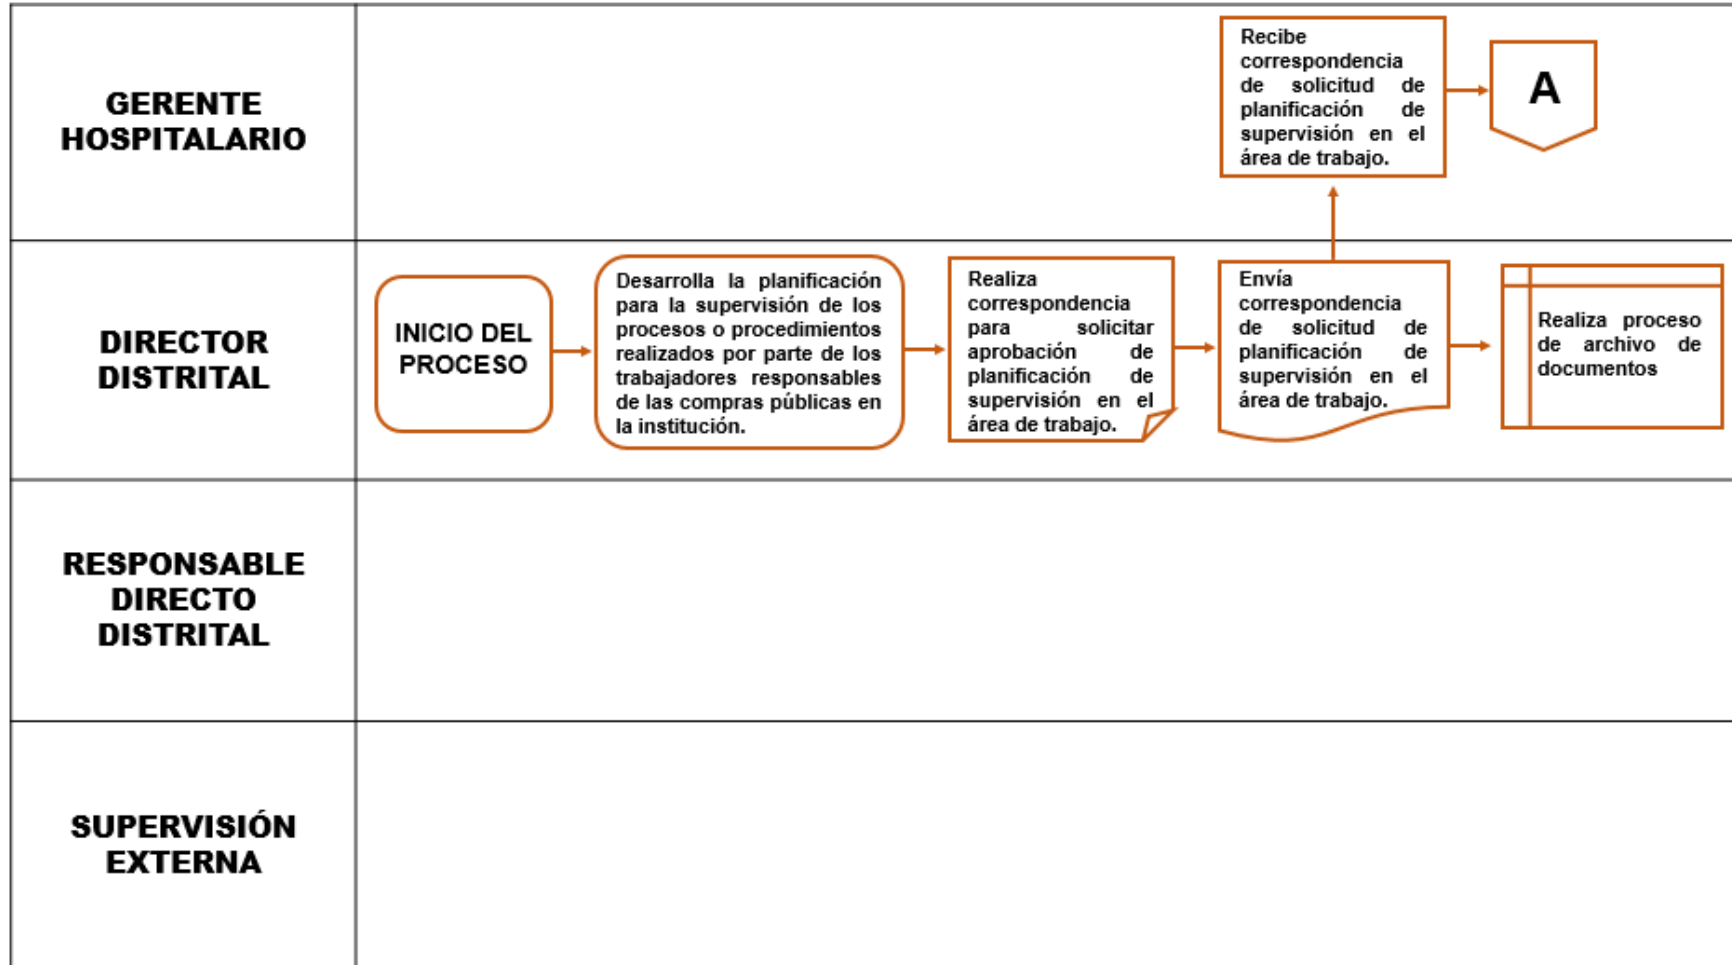 GERENTE
HOSPITALARIO
Recibe
correspondencia
de solicitud de
planificación de
supervisión en el
área de trabajo.
A
DIRECTOR
DISTRITAL
INICIO DEL
PROCESO
Desarrolla la planificación
para la supervisión de los
procesos o procedimientos
realizados por parte de los
trabajadores responsables
de las compras públicas en
la institución.
Realiza
correspondencia
para solicitar
aprobación de
planificación de
supervisión en el
área de trabajo.
Envía
correspondencia
de solicitud de
planificación de
supervisión en el
área de trabajo.
Realiza proceso
de archivo de
documentos
RESPONSABLE
DIRECTO
DISTRITAL
SUPERVISIÓN
EXTERNA